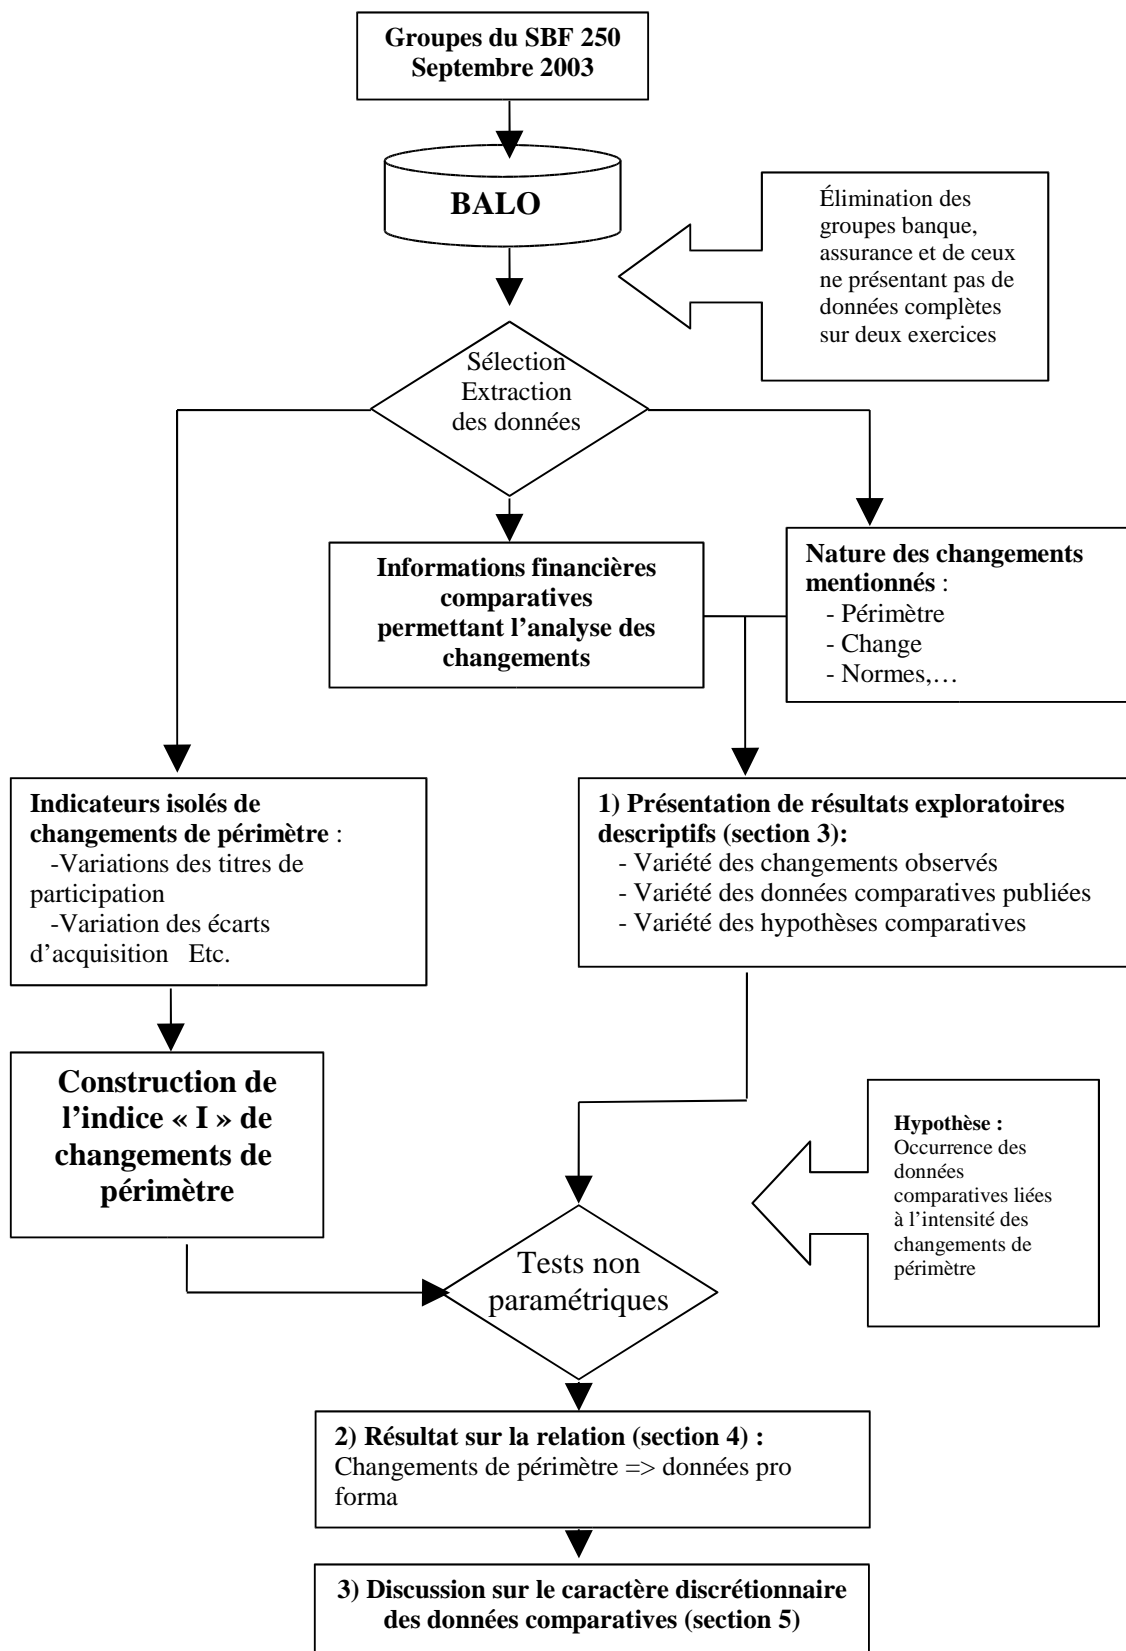 Groupes du SBF 250
Septembre 2003
BALO
Élimination des
groupes banque,
assurance et de ceux
ne présentant pas de
données complètes
sur deux exercices
Sélection
Extraction
des données
Informations financières
comparatives
permettant l’analyse des
changements
Nature des changements
mentionnés :
- Périmètre
- Change
- Normes,…
Indicateurs isolés de
changements de périmètre :
-Variations des titres de
participation
-Variation des écarts
d’acquisition Etc.
1) Présentation de résultats exploratoires
descriptifs (section 3):
- Variété des changements observés
- Variété des données comparatives publiées
- Variété des hypothèses comparatives
Construction de
l’indice « I » de
changements de
périmètre
Hypothèse :
Occurrence des
données
comparatives liées
à l’intensité des
changements de
périmètre
Tests non
paramétriques
2) Résultat sur la relation (section 4) :
Changements de périmètre => données pro
forma
3) Discussion sur le caractère discrétionnaire
des données comparatives (section 5)